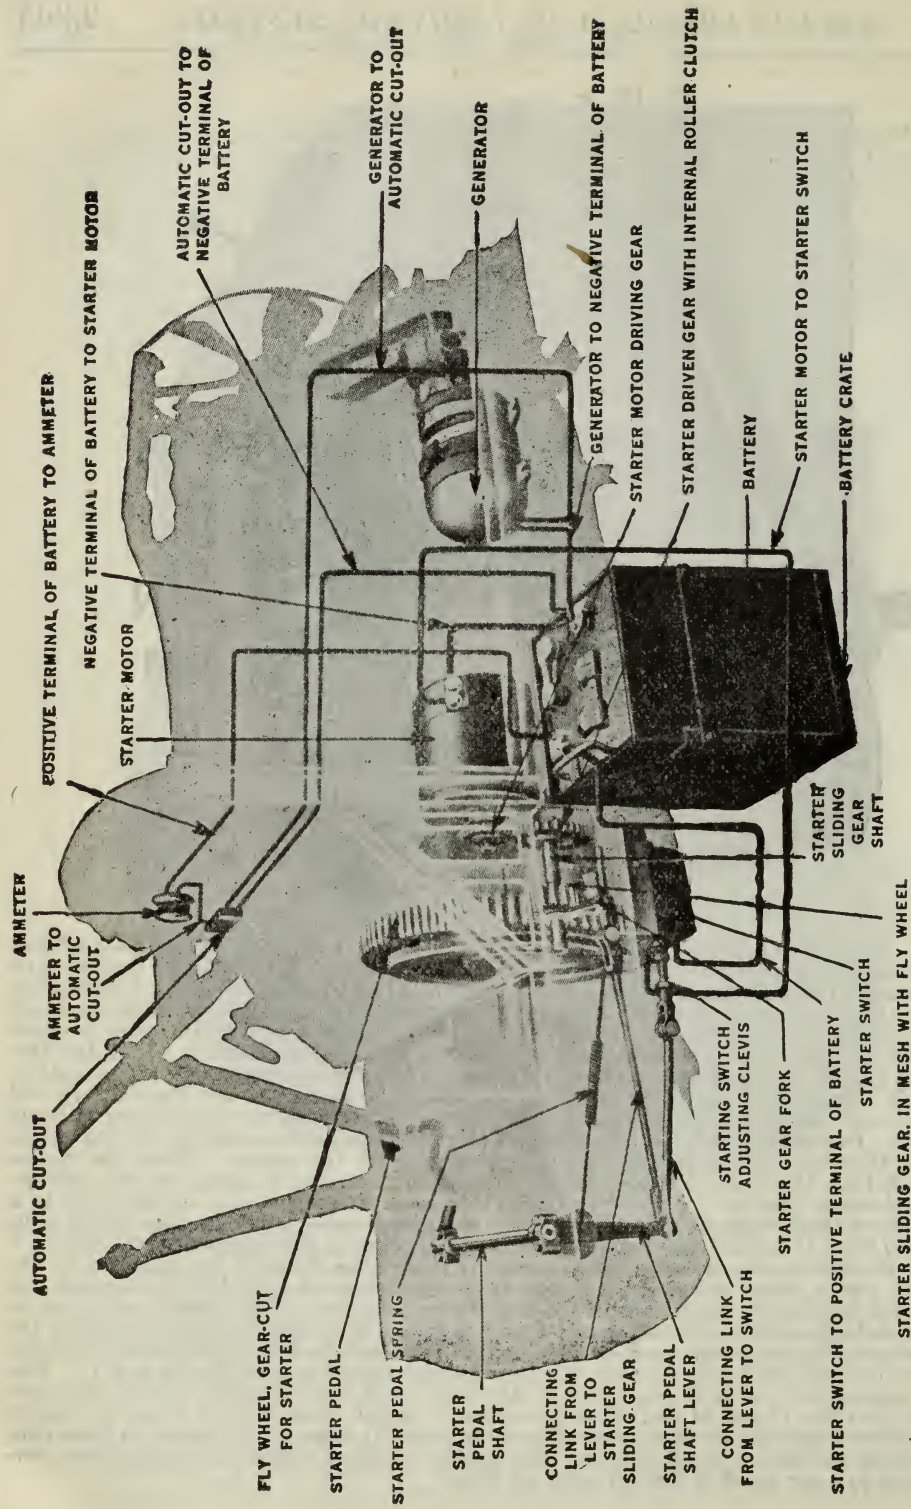 AUTOMATIC CUT-OUT
AMMETER TO
AUTOMATIC
CUT-OUT
AMMETER
POSITIVE TERMINAL OF BATTERY TO AMMETER
NEGATIVE TERMINAL OF BATTERY TO STARTER MOTOR
STARTER MOTOR
AUTOMATIC CUT-OUT TO
NEGATIVE TERMINAL OF
BATTERY
GENERATOR TO
AUTOMATIC CUT-OUT
GENERATOR
GENERATOR TO NEGATIVE TERMINAL OF BATTERY
STARTER MOTOR DRIVING GEAR
STARTER DRIVEN GEAR WITH INTERNAL ROLLER CLUTCH
BATTERY
STARTER MOTOR TO STARTER SWITCH
BATTERY CRATE
FLY WHEEL, GEAR-CUT
FOR STARTER
STARTER PEDAL
STARTER PEDAL SPRING
STARTER
PEDAL
SHAFT
CONNECTING
LINK FROM
LEVER TO
STARTER
SLIDING GEAR
STARTER PEDAL
SHAFT LEVER
CONNECTING LINK
FROM LEVER TO SWITCH
STARTING SWITCH
ADJUSTING CLEVIS
STARTER GEAR FORK
STARTER SWITCH TO POSITIVE TERMINAL OF BATTERY
STARTER SWITCH
STARTER SLIDING GEAR, IN MESH WITH FLY WHEEL
STARTER
SLIDING
GEAR
SHAFT